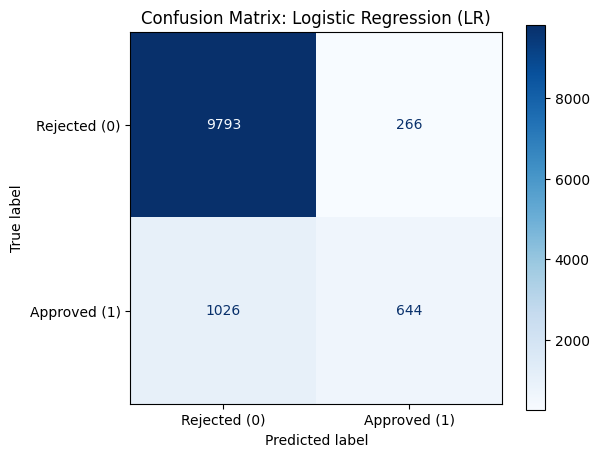 Confusion Matrix: Logistic Regression (LR)
True label
Rejected (0)
9793
266
Approved (1)
1026
644
Rejected (0)
Approved (1)
Predicted label
8000
6000
4000
2000